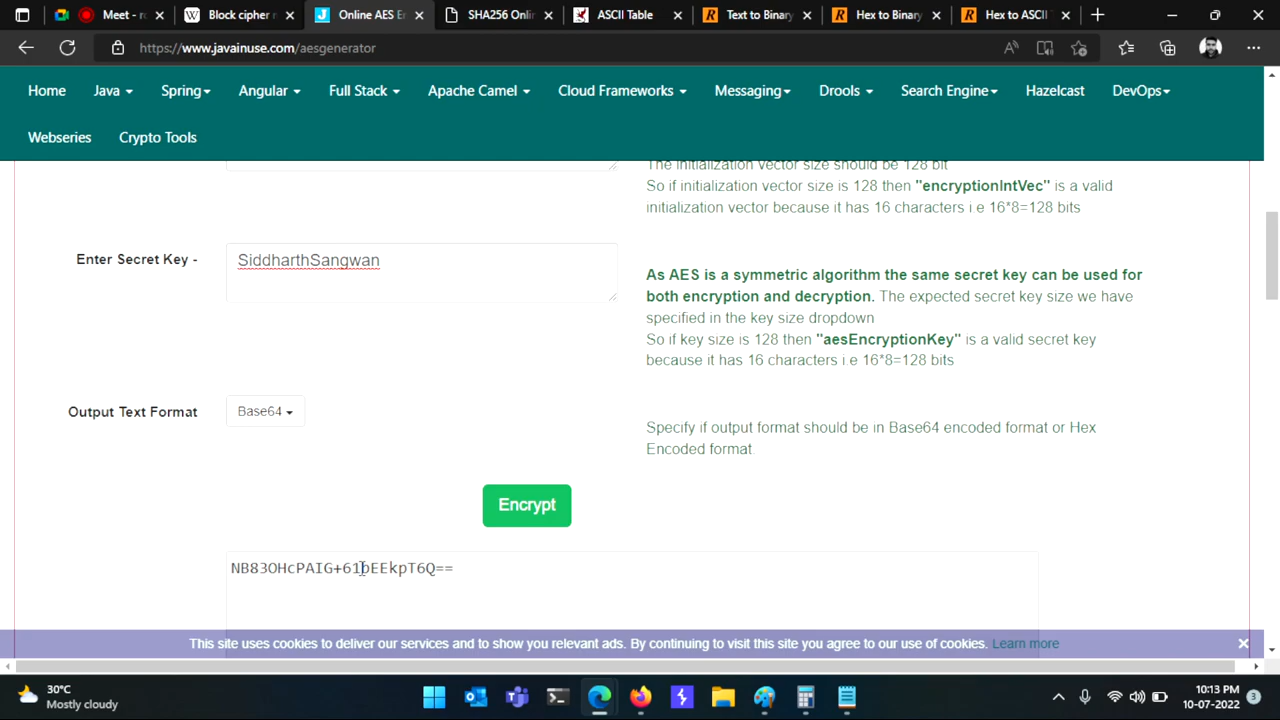 Meet - ro
Block cipher m
Online AES E
SHA256 Onli
ASCII Table
Text to Binary
Hex to Binary
Hex to ASCII T
https://www.javainuse.com/aesgenerator
Home
Java
Spring
Angular
Full Stack
Apache Camel
Cloud Frameworks
Messaging
Drools
Search Engine
Hazelcast
DevOps
Webseries
Crypto Tools
The initialization vector size should be 128 bit
So if initialization vector size is 128 then "encryptionIntVec" is a valid
initialization vector because it has 16 characters i e 16*8=128 bits
Enter Secret Key -
SiddharthSangwan
As AES is a symmetric algorithm the same secret key can be used for
both encryption and decryption. The expected secret key size we have
specified in the key size dropdown
So if key size is 128 then "aesEncryptionKey" is a valid secret key
because it has 16 characters i.e 16*8=128 bits
Output Text Format
Base64
Specify if output format should be in Base64 encoded format or Hex
Encoded format.
Encrypt
NB83OHcPAIG+61bEEkpT6Q==
This site uses cookies to deliver our services and to show you relevant ads. By continuing to visit this site you agree to our use of cookies. Learn more
30°C
Mostly cloudy
10:13 PM
10-07-2022
3